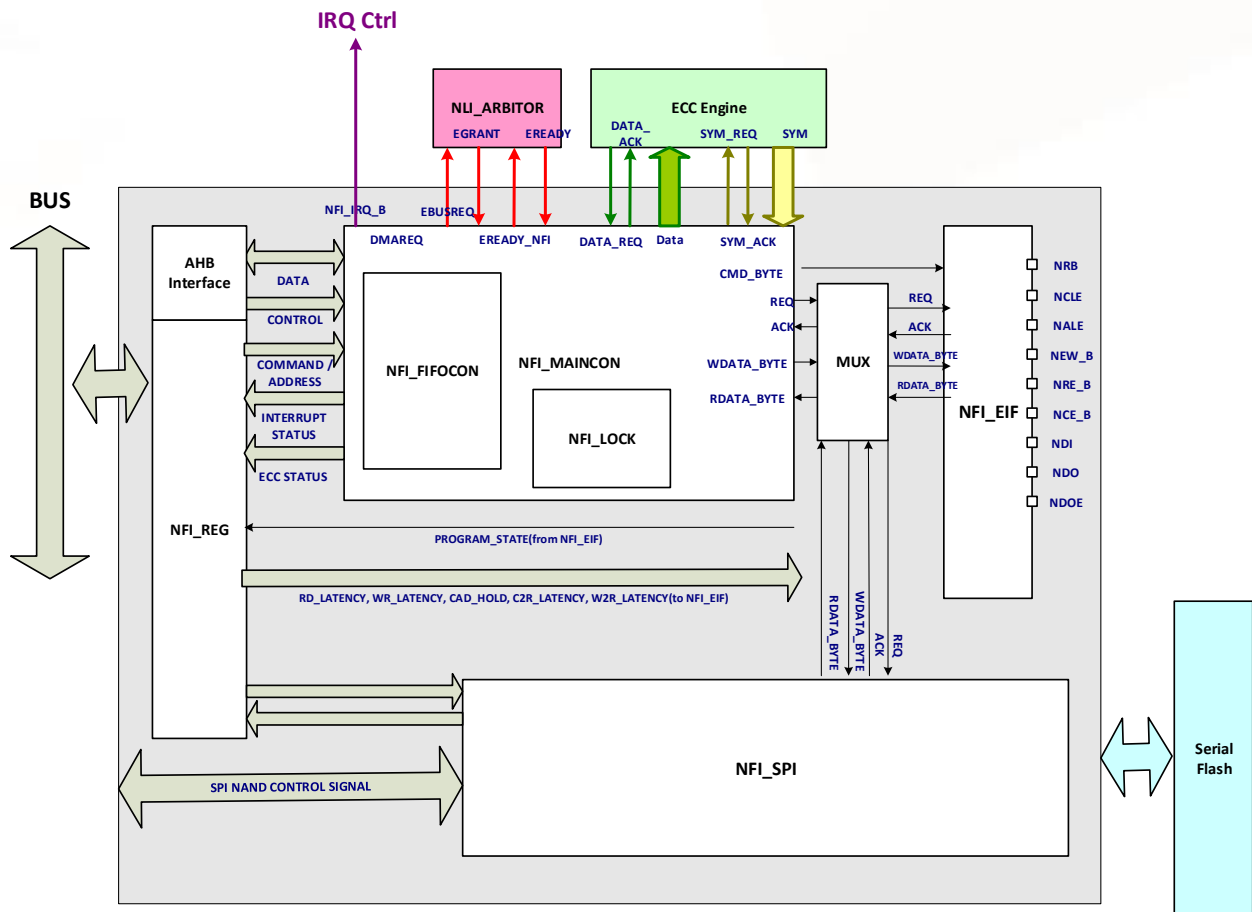 IRQ Ctrl
NLI_ARBITOR
EGRANT
EREADY
ECC Engine
DATA_
ACK
SYM_REQ
SYM
BUS
NFI_IRQ_B
EBUSREQ
DMAREQ
EREADY_NFI
DATA_REQ
Data
SYM_ACK
AHB
Interface
DATA
CONTROL
COMMAND /
ADDRESS
INTERRUPT
STATUS
ECC STATUS
NFI_REG
NFI_FIFOCON
NFI_MAINCON
NFI_LOCK
CMD_BYTE
REQ
ACK
WDATA_BYTE
RDATA_BYTE
MUX
REQ
ACK
WDATA_BYTE
RDATA_BYTE
NFI_EIF
NRB
NCLE
NALE
NEW_B
NRE_B
NCE_B
NDI
NDO
NDOE
PROGRAM_STATE(from NFI_EIF)
RD_LATENCY, WR_LATENCY, CAD_HOLD, C2R_LATENCY, W2R_LATENCY(to NFI_EIF)
RDATA_BYTE
WDATA_BYTE
ACK
REQ
NFI_SPI
SPI NAND CONTROL SIGNAL
Serial
Flash